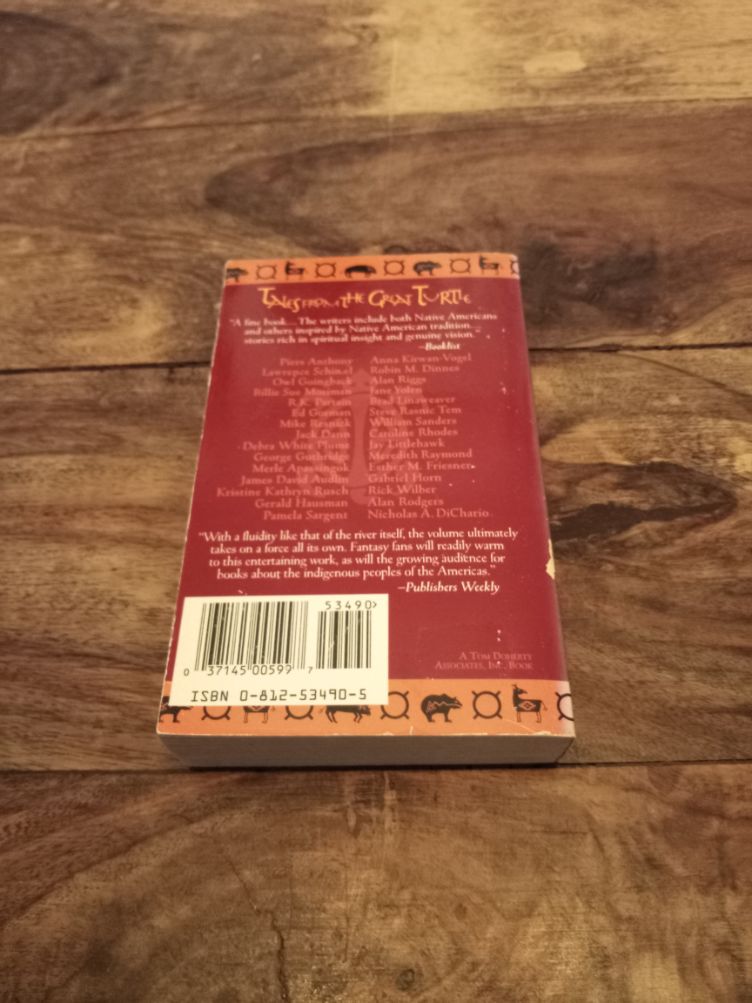 TALES FROM THE GREAT TURTLE
"A fine book... The writers include both Native Americans
and others inspired by Native American tradition...
stories rich in spiritual insight and genuine vision."
—Booklist
Piers Anthony
Lawrence Schimel
Owl Goingback
Billie Sue Mosiman
R.K. Partain
Ed Gorman
Mike Resnick
Jack Dann
Debra White Plume
George Guthridge
Merle Apassingok
James David Audlin
Kristine Kathryn Rusch
Gerald Hausman
Pamela Sargent
Anna Kirwan-Vogel
Robin M. Dinnes
Alan Riggs
Jane Yolen
Brad Linaweaver
Steve Rasnic Tem
William Sanders
Caroline Rhodes
Jay Littlehawk
Meredith Raymond
Esther M. Friesner
Gabriel Horn
Rick Wilber
Alan Rodgers
Nicholas A. DiChario
"With a fluidity like that of the river itself, the volume ultimately
takes on a force all its own. Fantasy fans will readily warm
to this entertaining work, as will the growing audience for
books about the indigenous peoples of the Americas."
—Publishers Weekly
53490>
0 37145 00599 7
ISBN 0-812-53490-5
A TOM DOHERTY
ASSOCIATES, INC. BOOK